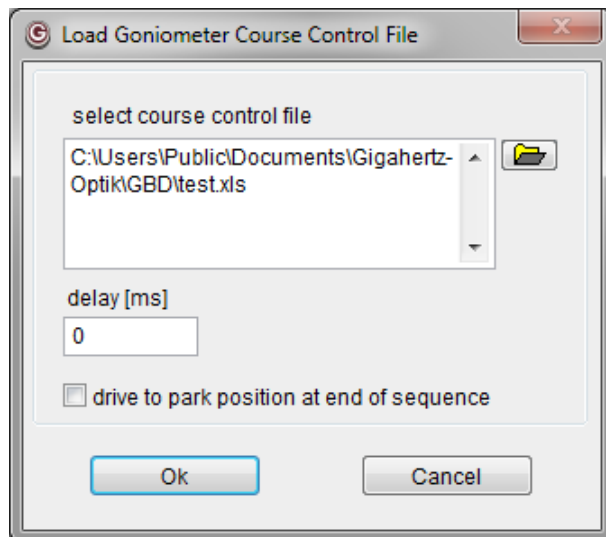 Load Goniometer Course Control File
select course control file
C:\Users\Public\Documents\Gigahertz-
Optik\GBD\test.xls
delay [ms]
0
drive to park position at end of sequence
Ok
Cancel